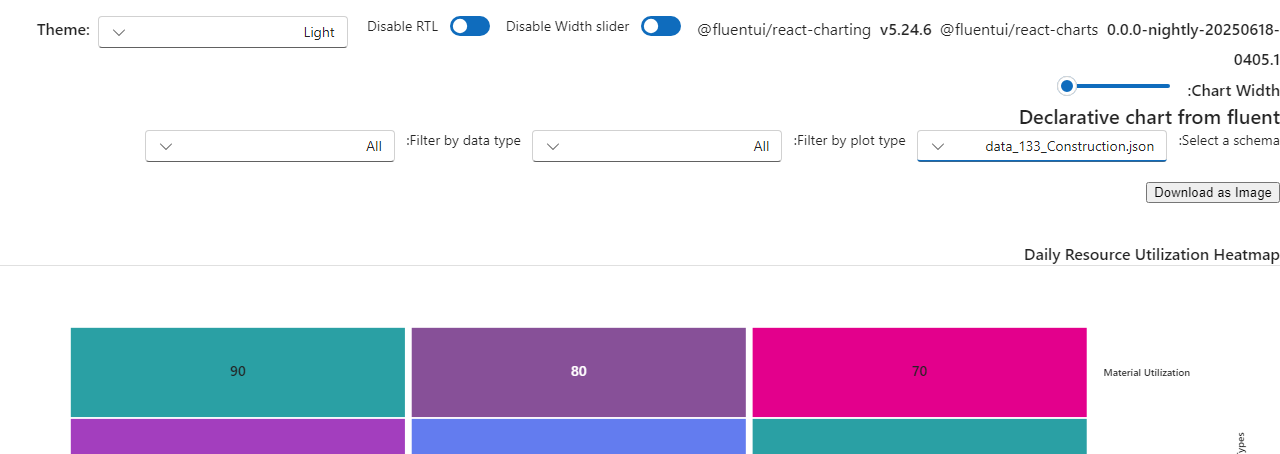 Theme: Light Disable RTL Disable Width slider @fluentui/react-charting v5.24.6 @fluentui/react-charts 0.0.0-nightly-20250618-
0405.1
:Chart Width
Declarative chart from fluent
:Select a schema data_133_Construction.json :Filter by plot type All :Filter by data type All
Download as Image
Daily Resource Utilization Heatmap
90 80 70 Material Utilization